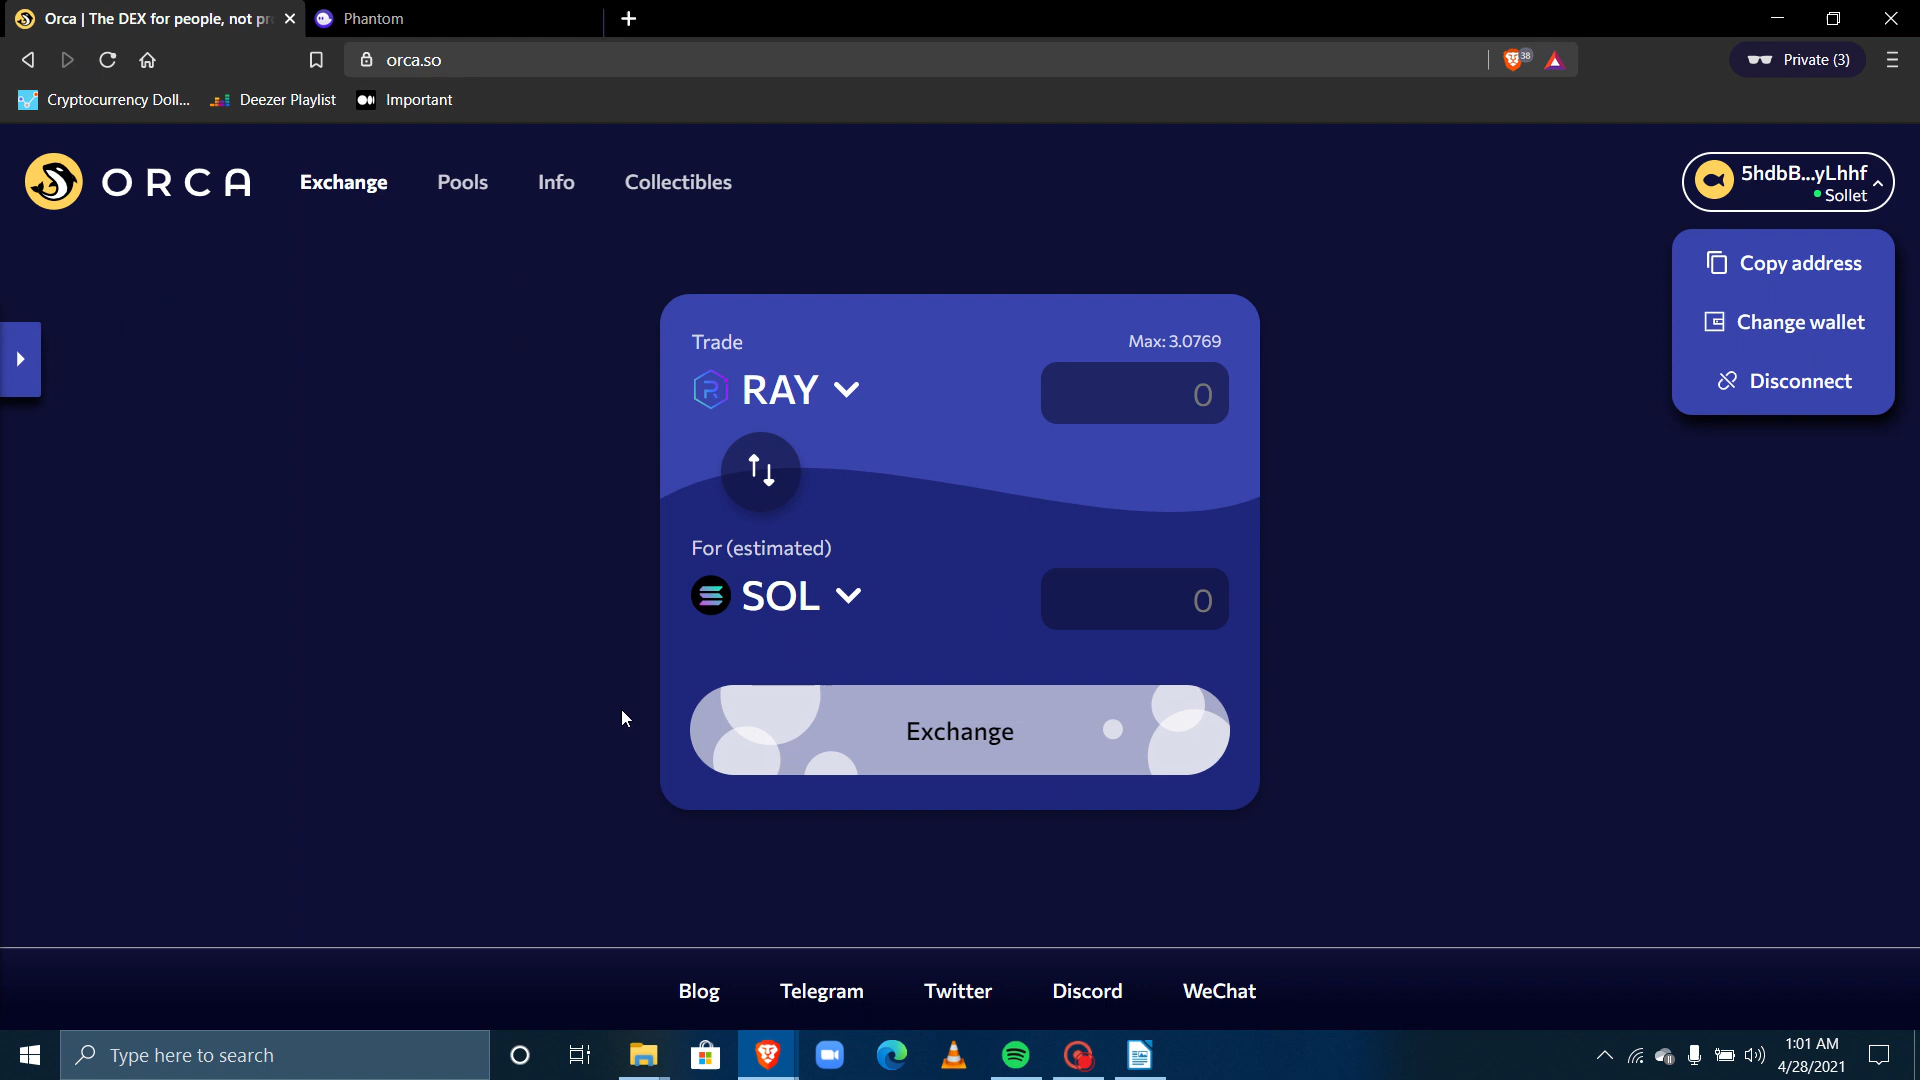 Orca | The DEX for people, not pr
Phantom
orca.so
38
Private (3)
Cryptocurrency Doll...
Deezer Playlist
Important
ORCA
Exchange
Pools
Info
Collectibles
5hdbB...yLhhf
Sollet
Copy address
Change wallet
Disconnect
Trade
Max: 3.0769
RAY
0
For (estimated)
SOL
0
Exchange
Blog
Telegram
Twitter
Discord
WeChat
Type here to search
1:01 AM
4/28/2021